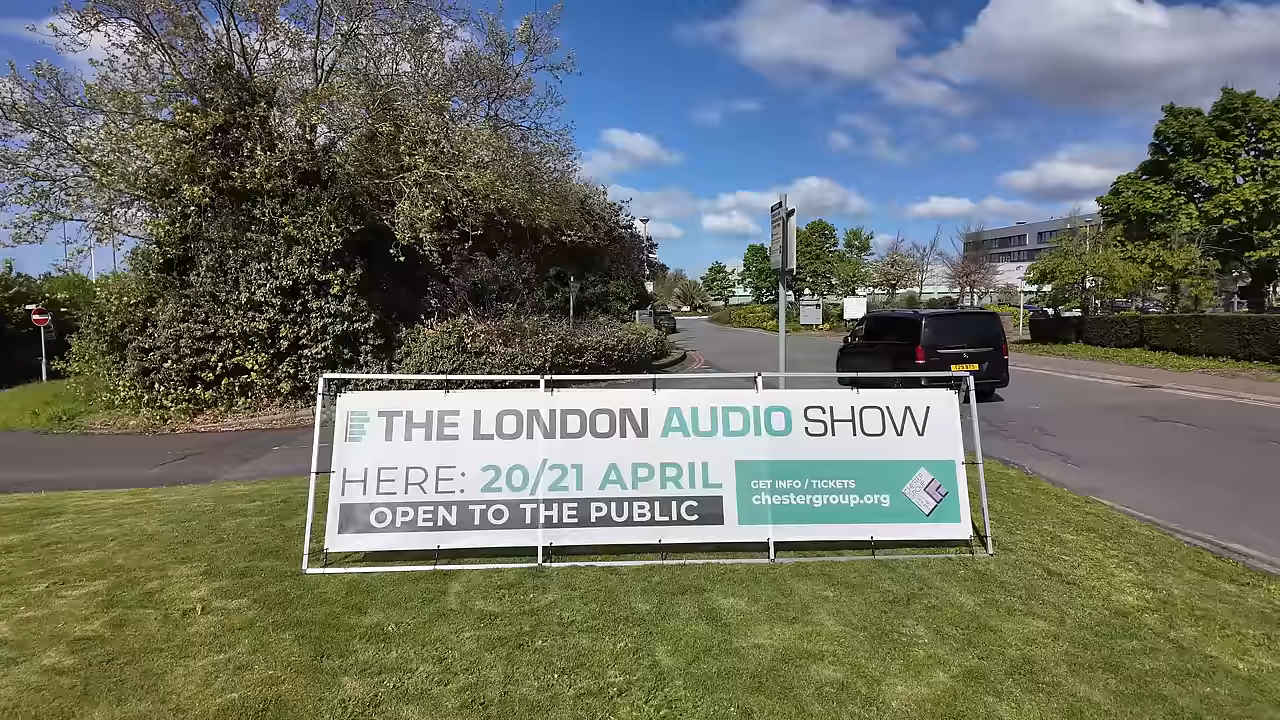 THE LONDON AUDIO SHOW
HERE: 20/21 APRIL
OPEN TO THE PUBLIC
GET INFO / TICKETS
chestergroup.org